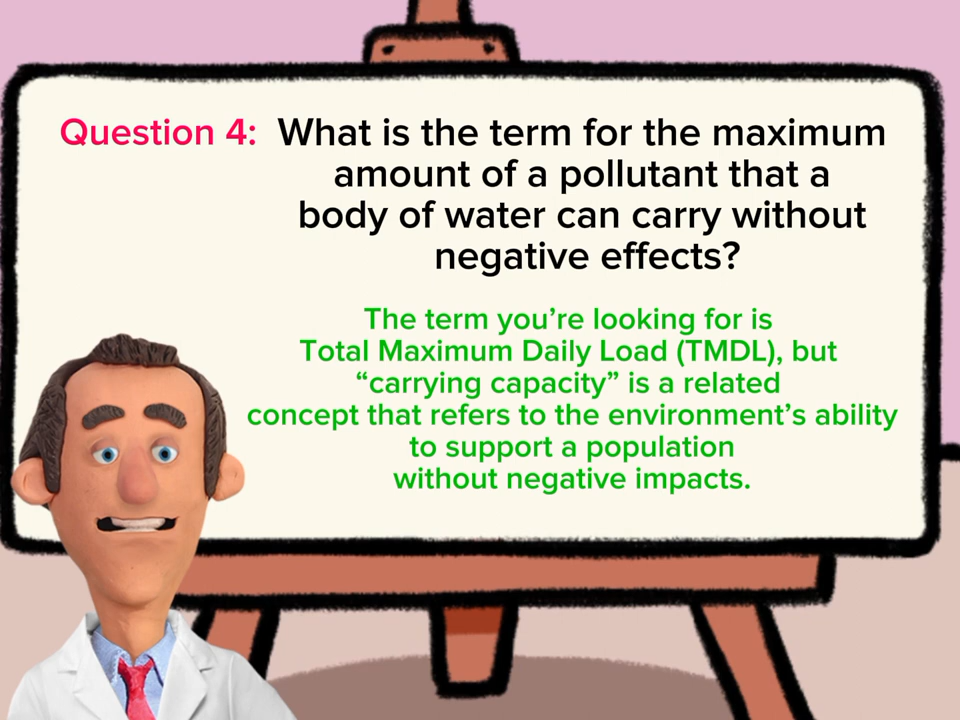 Question 4: What is the term for the maximum
amount of a pollutant that a
body of water can carry without
negative effects?
The term you’re looking for is
Total Maximum Daily Load (TMDL), but
“carrying capacity” is a related
concept that refers to the environment’s ability
to support a population
without negative impacts.